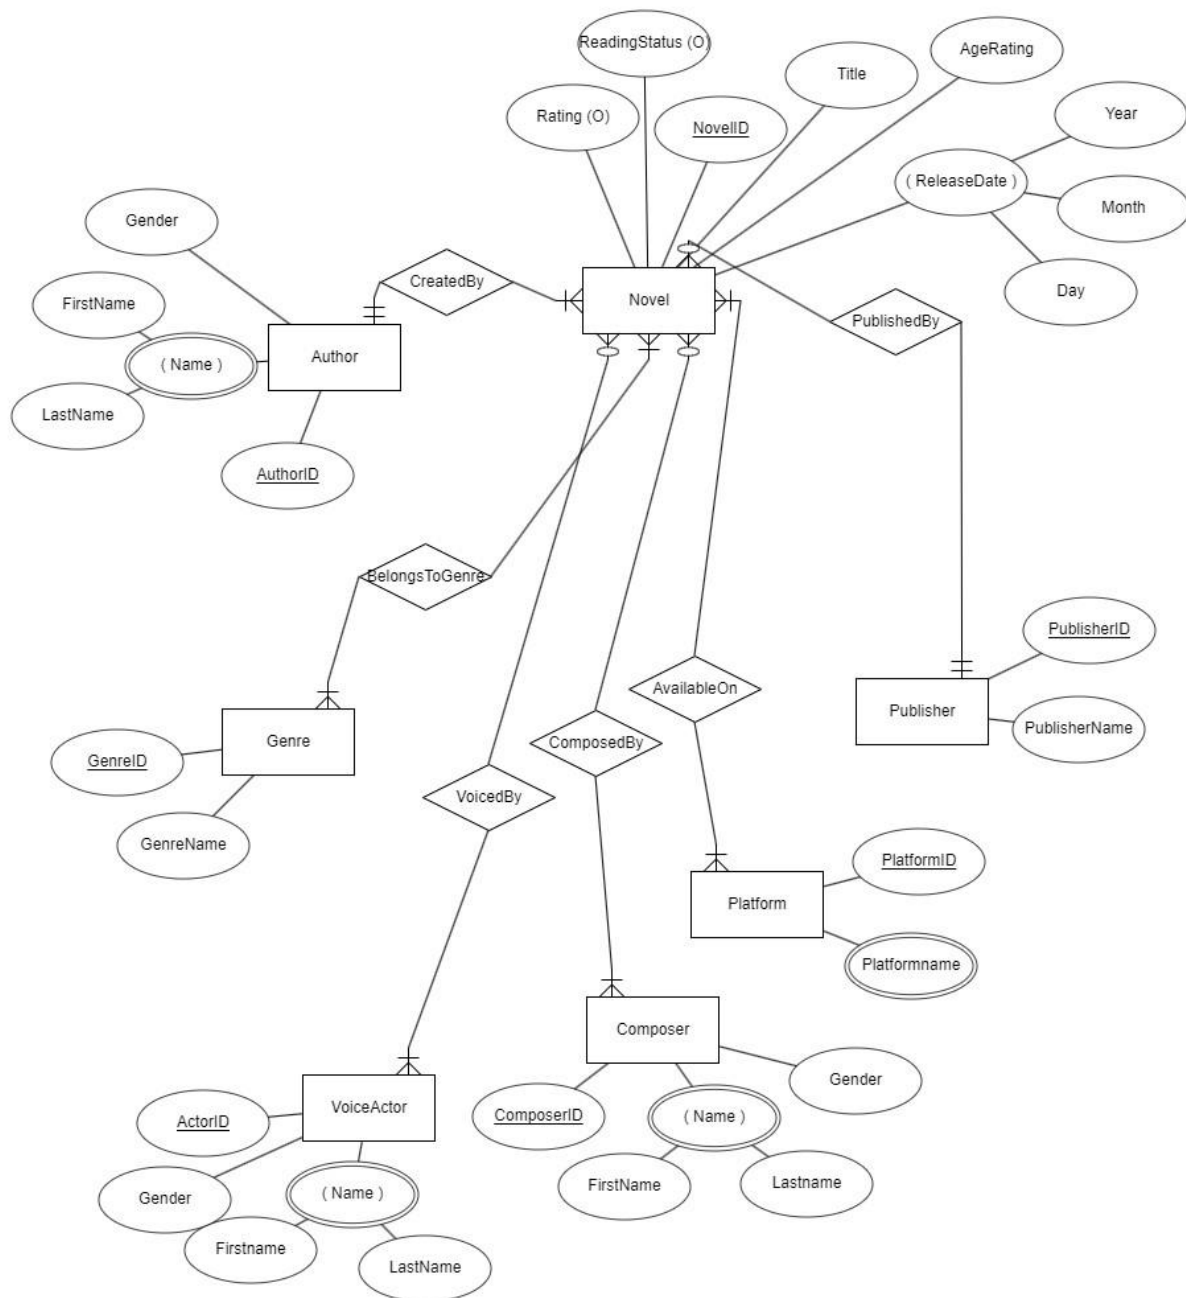 ReadingStatus (O)
AgeRating
Title
Rating (O)
NovelID
Year
( ReleaseDate )
Month
Gender
CreatedBy
Day
FirstName
Novel
PublishedBy
( Name )
Author
LastName
AuthorID
BelongsToGenre
PublisherID
AvailableOn
Publisher
PublisherName
Genre
GenreID
ComposedBy
VoicedBy
GenreName
PlatformID
Platform
Platformname
Composer
Gender
VoiceActor
ActorID
ComposerID
( Name )
Gender
( Name )
FirstName
Lastname
Firstname
LastName